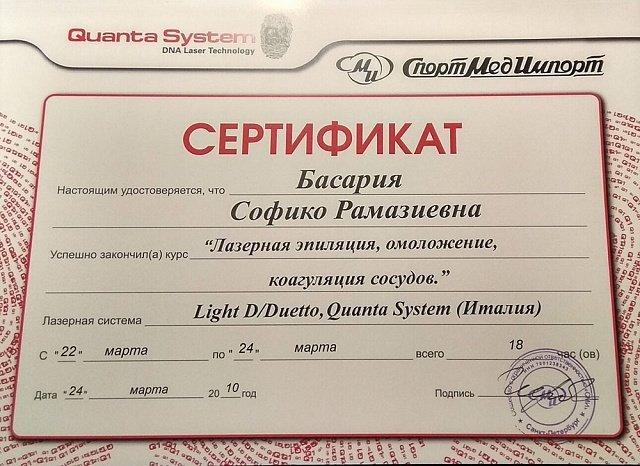 Quanta System
DNA Laser Technology
СМИ СпортМедИмпорт
СЕРТИФИКАТ
Настоящим удостоверяется, что Басария
Софико Рамазиевна
Успешно закончил(а) курс “Лазерная эпиляция, омоложение,
коагуляция сосудов.”
Лазерная система Light D/Duetto, Quanta System (Италия)
С "22" марта по "24" марта всего 18 час (ов)
Дата "24" марта 2010 год Подпись
Санкт-Петербург